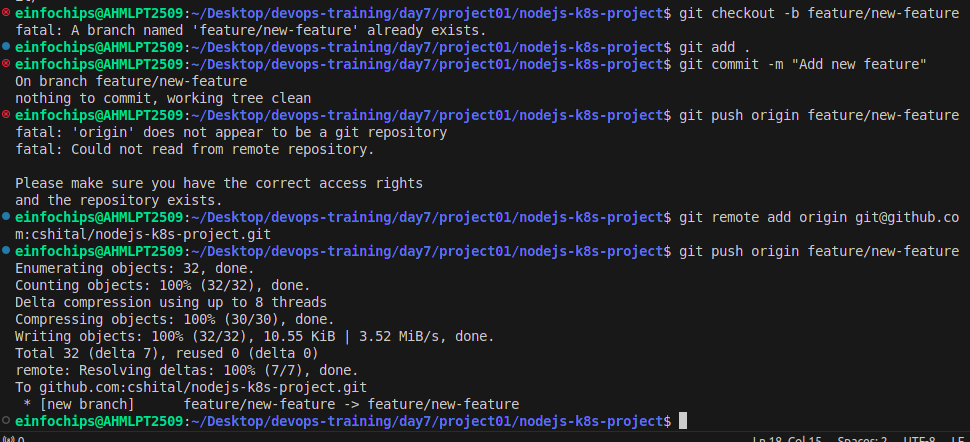 einfochips@AHMLPT2509:~/Desktop/devops-training/day7/project01/nodejs-k8s-project$ git checkout -b feature/new-feature
fatal: A branch named 'feature/new-feature' already exists.
einfochips@AHMLPT2509:~/Desktop/devops-training/day7/project01/nodejs-k8s-project$ git add .
einfochips@AHMLPT2509:~/Desktop/devops-training/day7/project01/nodejs-k8s-project$ git commit -m "Add new feature"
On branch feature/new-feature
nothing to commit, working tree clean
einfochips@AHMLPT2509:~/Desktop/devops-training/day7/project01/nodejs-k8s-project$ git push origin feature/new-feature
fatal: 'origin' does not appear to be a git repository
fatal: Could not read from remote repository.

Please make sure you have the correct access rights
and the repository exists.
einfochips@AHMLPT2509:~/Desktop/devops-training/day7/project01/nodejs-k8s-project$ git remote add origin git@github.co
m:cshital/nodejs-k8s-project.git
einfochips@AHMLPT2509:~/Desktop/devops-training/day7/project01/nodejs-k8s-project$ git push origin feature/new-feature
Enumerating objects: 32, done.
Counting objects: 100% (32/32), done.
Delta compression using up to 8 threads
Compressing objects: 100% (30/30), done.
Writing objects: 100% (32/32), 10.55 KiB | 3.52 MiB/s, done.
Total 32 (delta 7), reused 0 (delta 0)
remote: Resolving deltas: 100% (7/7), done.
To github.com:cshital/nodejs-k8s-project.git
 * [new branch]      feature/new-feature -> feature/new-feature
einfochips@AHMLPT2509:~/Desktop/devops-training/day7/project01/nodejs-k8s-project$
0 Ln 18, Col 15 Spaces: 2 UTF-8 LF